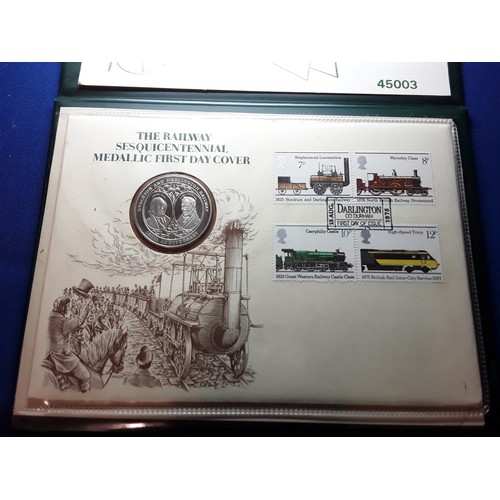 45003
THE RAILWAY
SESQUICENTENNIAL
MEDALLIC FIRST DAY COVER
Stephenson's Locomotion
7p
1825 Stockton and Darlington Railway
Waverley Class
8p
1876 North British Railway Drummond
DARLINGTON
CO DURHAM
FIRST DAY OF ISSUE
13 AUG
1975
Caerphilly Castle
10p
1923 Great Western Railway Castle Class
High-Speed Train
12p
1975 British Rail Inter-City Service HST